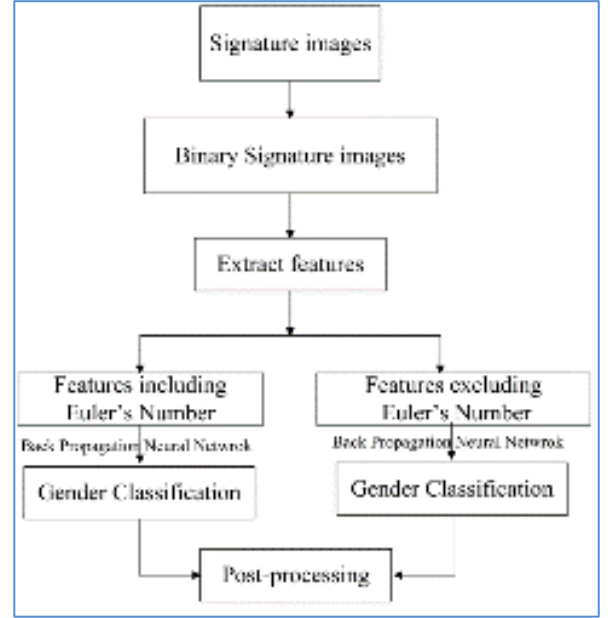 Signature images
Binary Signature images
Extract features
Features including
Euler's Number
Features excluding
Euler's Number
Back Propagation Neural Netwrok
Back Propagation Neural Netwrok
Gender Classification
Gender Classification
Post-processing